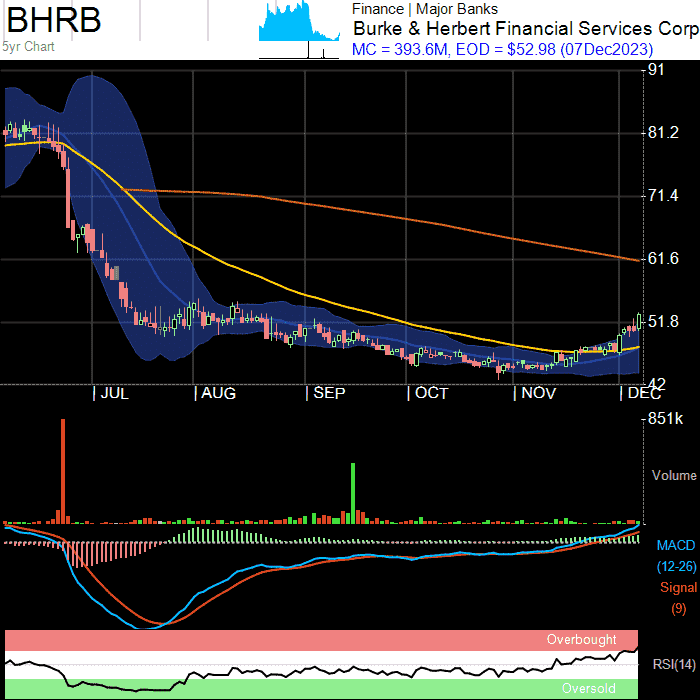 BHRB
Finance | Major Banks
Burke & Herbert Financial Services Corp
5yr Chart
MC = 393.6M, EOD = $52.98 (07Dec2023)
91
81.2
71.4
61.6
51.8
42
| JUL | AUG | SEP | OCT | NOV | DEC
851k
Volume
MACD
(12-26)
Signal
(9)
Overbought
RSI(14)
Oversold